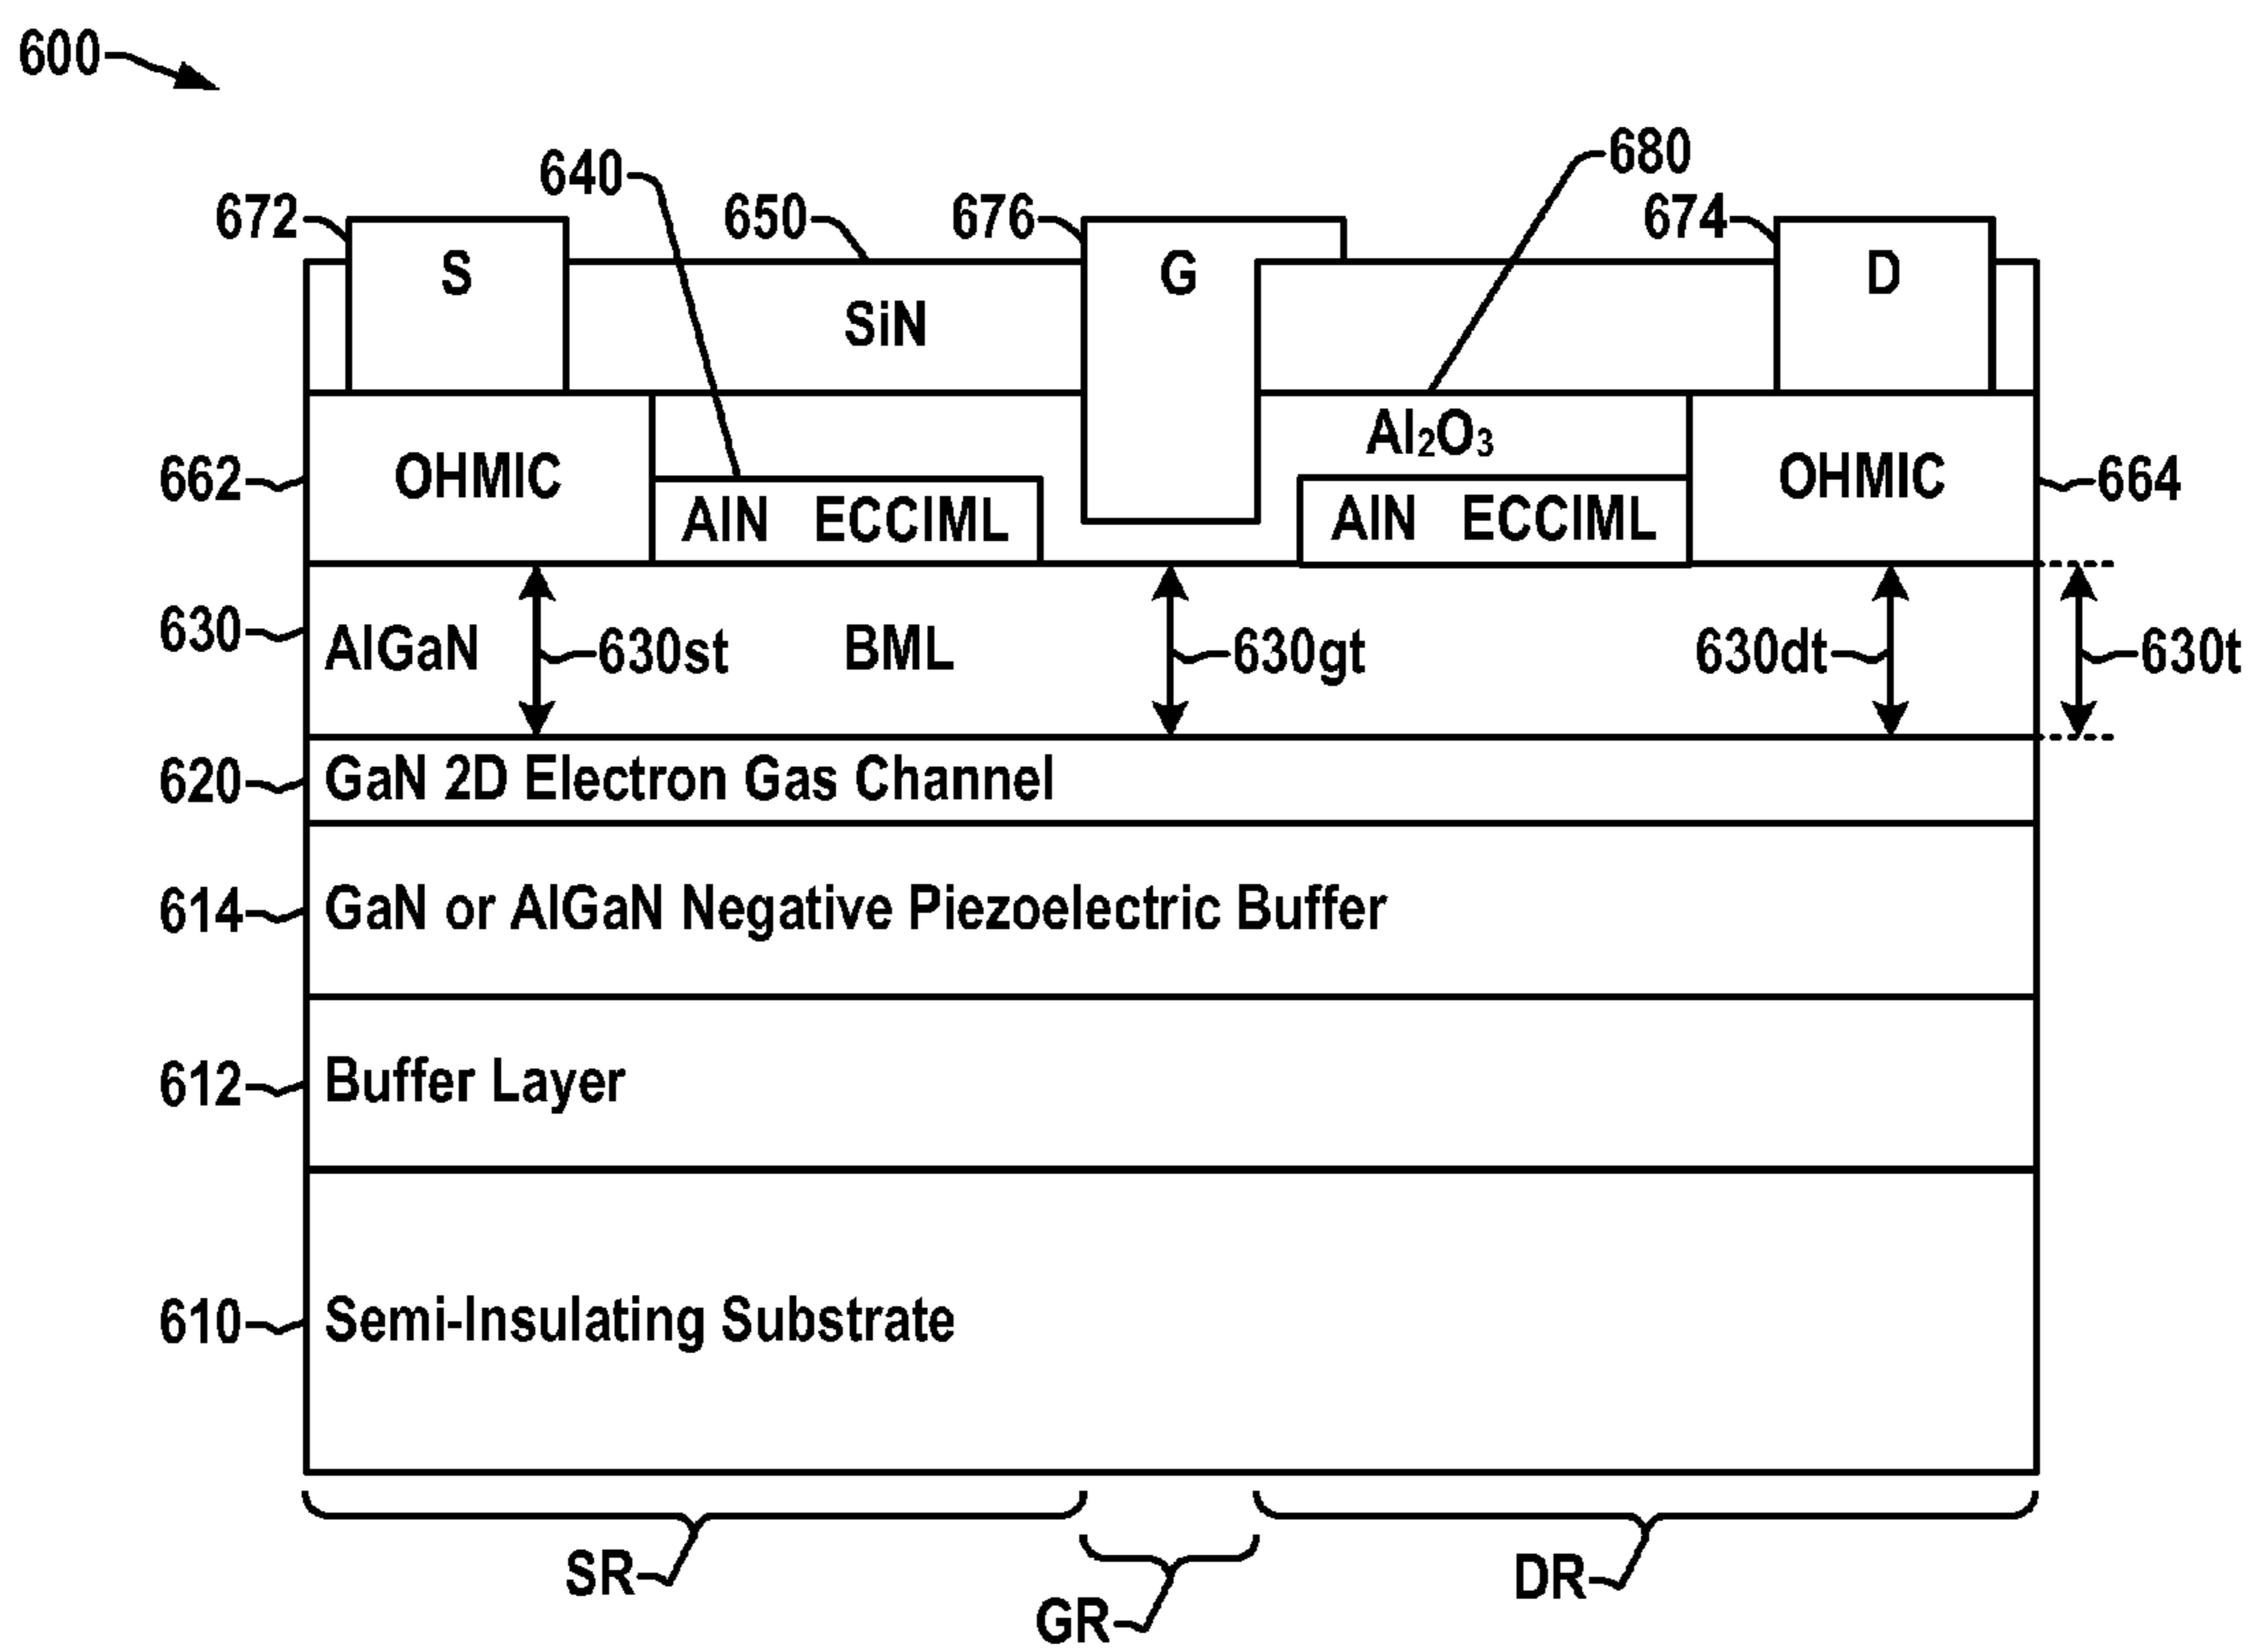 600
640
680
672
650
676
674
S
G
D
SiN
Al₂O₃
662
OHMIC
OHMIC
664
AlN ECCIML
AlN ECCIML
630
AlGaN
630st
BML
630gt
630dt
630t
620
GaN 2D Electron Gas Channel
614
GaN or AlGaN Negative Piezoelectric Buffer
612
Buffer Layer
610
Semi-Insulating Substrate
SR
DR
GR